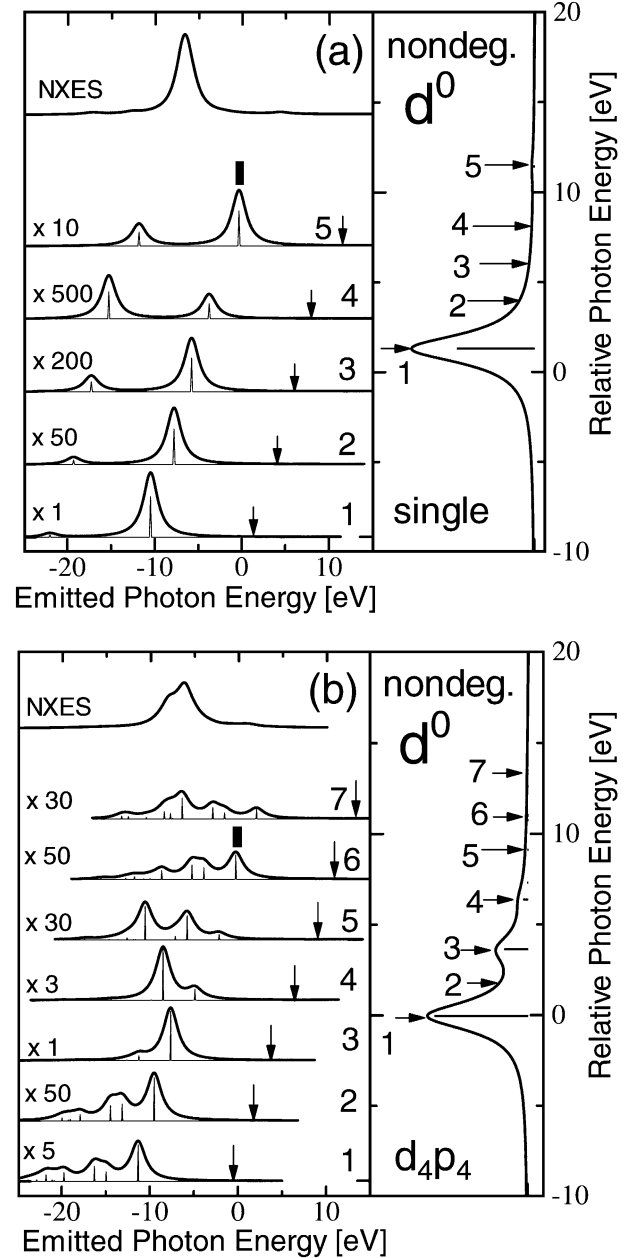 (a)
NXES
x 10
5
x 500
4
x 200
3
x 50
2
x 1
1
-20
-10
0
10
Emitted Photon Energy [eV]
nondeg.
d0
5
4
3
2
1
single
20
10
0
-10
Relative Photon Energy [eV]
(b)
NXES
x 30
7
x 50
6
x 30
5
x 3
4
x 1
3
x 50
2
x 5
1
-20
-10
0
10
Emitted Photon Energy [eV]
nondeg.
d0
7
6
5
4
3
2
1
d4p4
20
10
0
-10
Relative Photon Energy [eV]